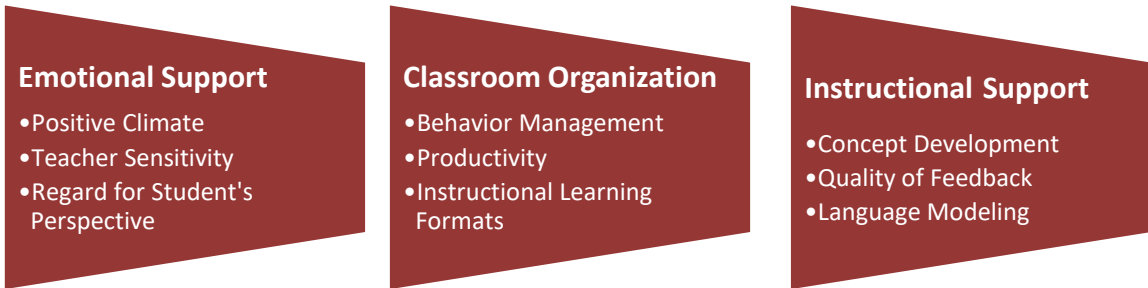 Emotional Support
•Positive Climate
•Teacher Sensitivity
•Regard for Student's
Perspective
Classroom Organization
•Behavior Management
•Productivity
•Instructional Learning
Formats
Instructional Support
•Concept Development
•Quality of Feedback
•Language Modeling